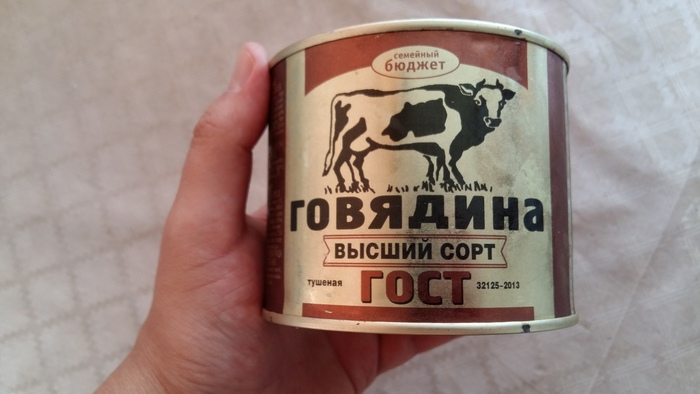 семейный
бюджет
говядина
ВЫСШИЙ СОРТ
тушеная ГОСТ 32125-2013